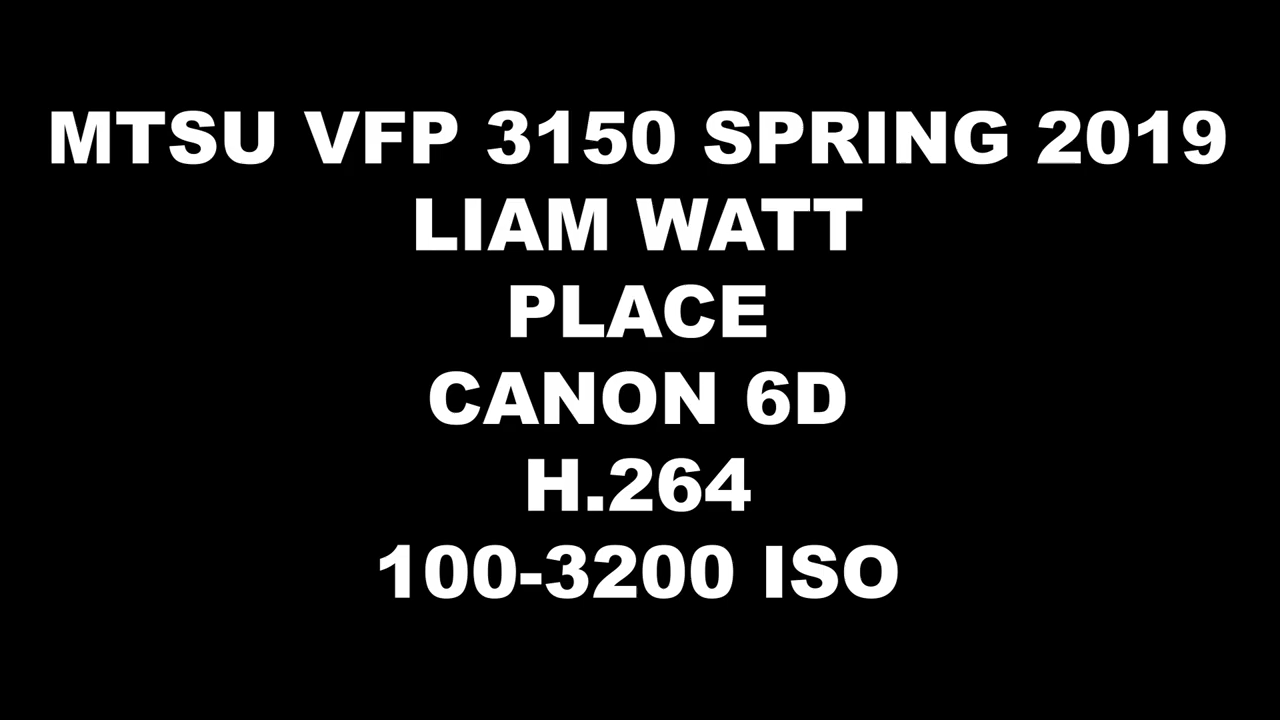 MTSU VFP 3150 SPRING 2019
LIAM WATT
PLACE
CANON 6D
H.264
100-3200 ISO